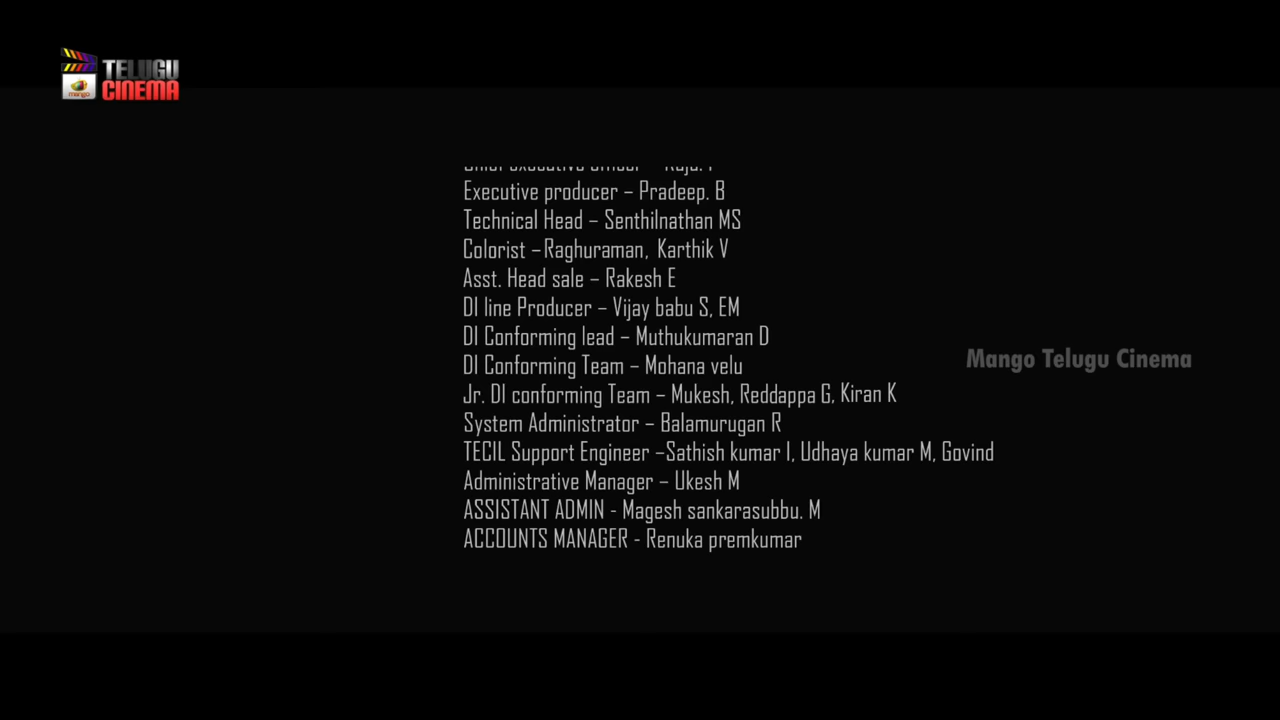 TELUGU
CINEMA
mango
Executive producer – Pradeep. B
Technical Head – Senthilnathan MS
Colorist –Raghuraman, Karthik V
Asst. Head sale – Rakesh E
DI line Producer – Vijay babu S, EM
DI Conforming lead – Muthukumaran D
DI Conforming Team – Mohana velu
Mango Telugu Cinema
Jr. DI conforming Team – Mukesh, Reddappa G, Kiran K
System Administrator – Balamurugan R
TECIL Support Engineer –Sathish kumar I, Udhaya kumar M, Govind
Administrative Manager – Ukesh M
ASSISTANT ADMIN - Magesh sankarasubbu. M
ACCOUNTS MANAGER - Renuka premkumar